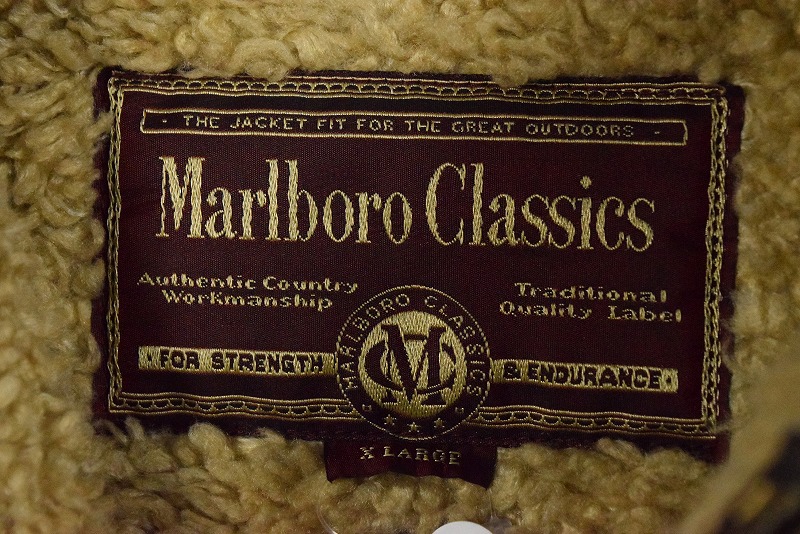 · THE JACKET FIT FOR THE GREAT OUTDOORS ·
Marlboro Classics
Authentic Country
Workmanship
Traditional
Quality Label
MARLBORO CLASSICS
MC
· FOR STRENGTH
& ENDURANCE ·
X LARGE